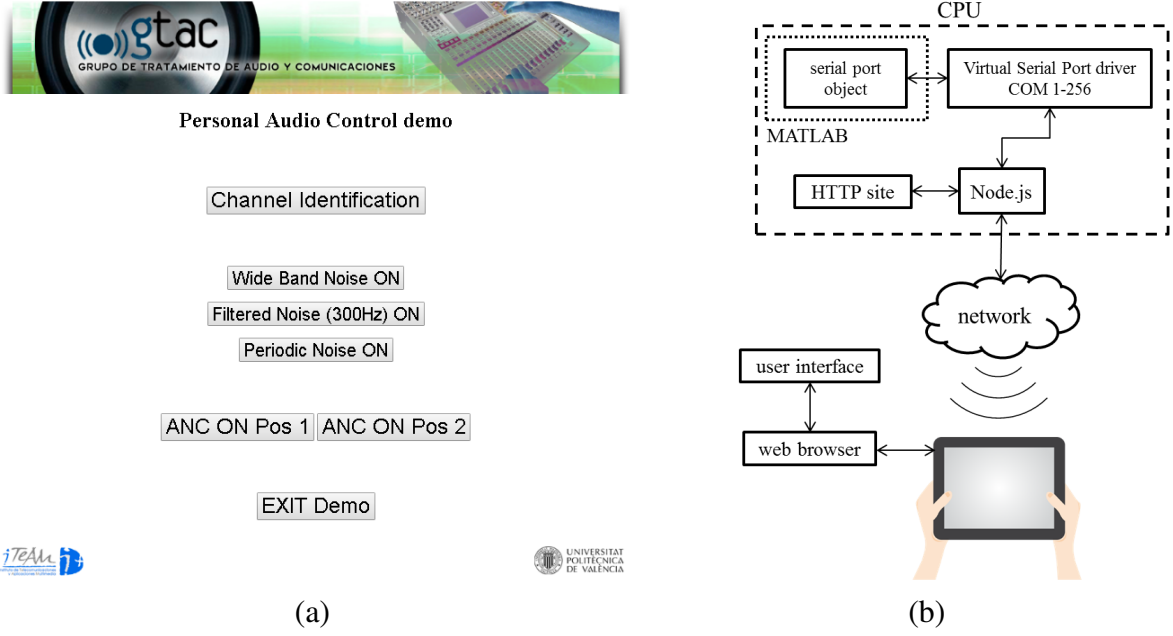 gtac
GRUPO DE TRATAMIENTO DE AUDIO Y COMUNICACIONES
Personal Audio Control demo
Channel Identification
Wide Band Noise ON
Filtered Noise (300Hz) ON
Periodic Noise ON
ANC ON Pos 1 ANC ON Pos 2
EXIT Demo
iTEAM i+
UNIVERSITAT
POLITÈCNICA
DE VALÈNCIA
(a)
CPU
serial port
object
Virtual Serial Port driver
COM 1-256
MATLAB
HTTP site
Node.js
network
user interface
web browser
(b)